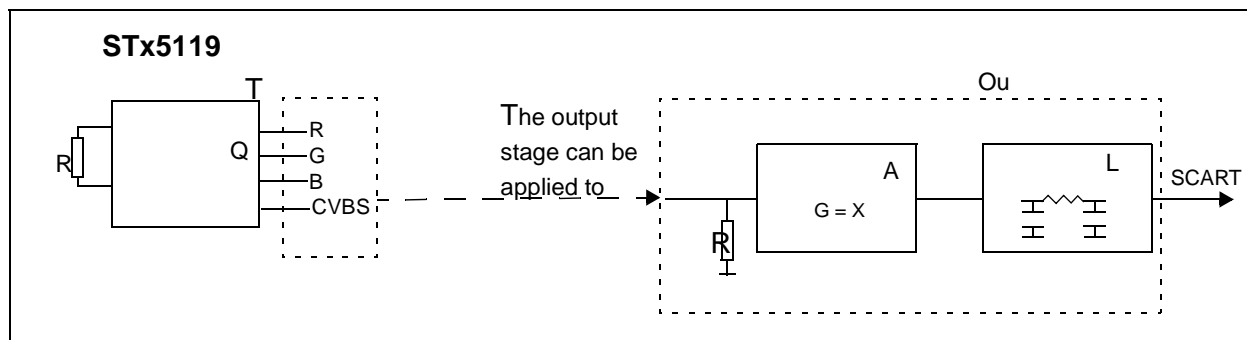 STx5119
T
R
Q
R
G
B
CVBS
The output
stage can be
applied to
Ou
R
A
G = X
L
SCART